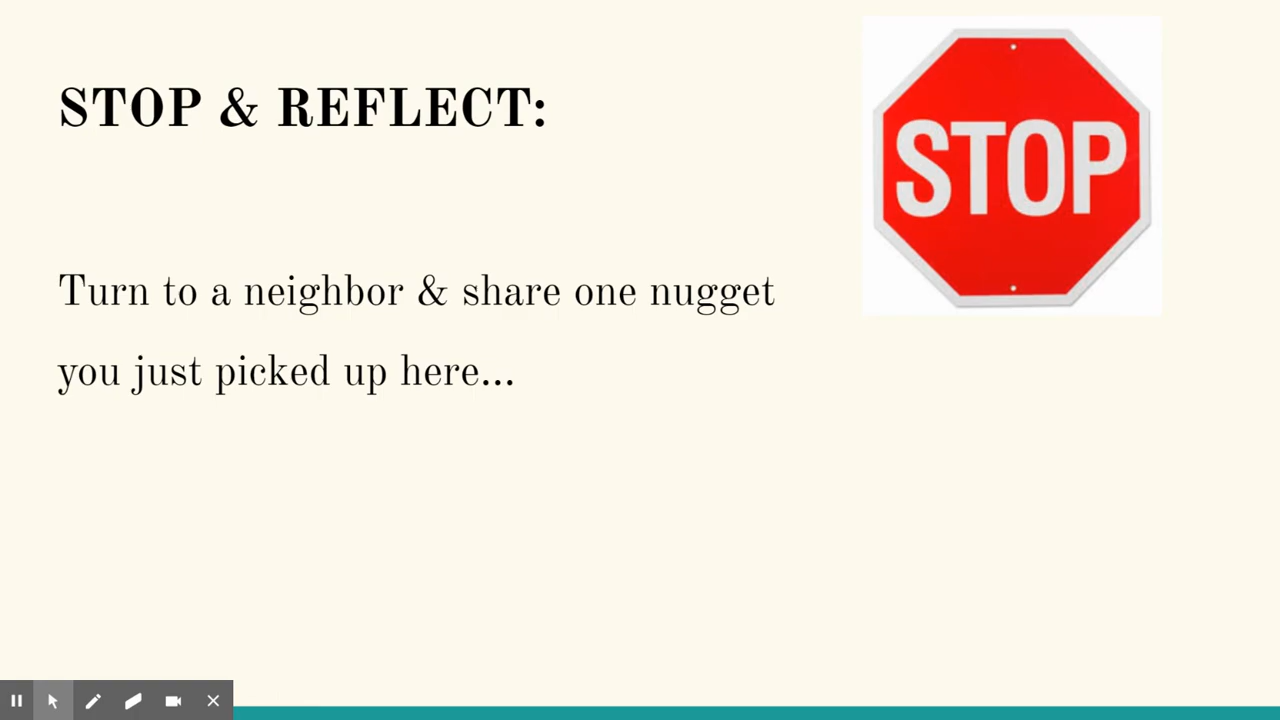 STOP & REFLECT:
STOP
Turn to a neighbor & share one nugget
you just picked up here...